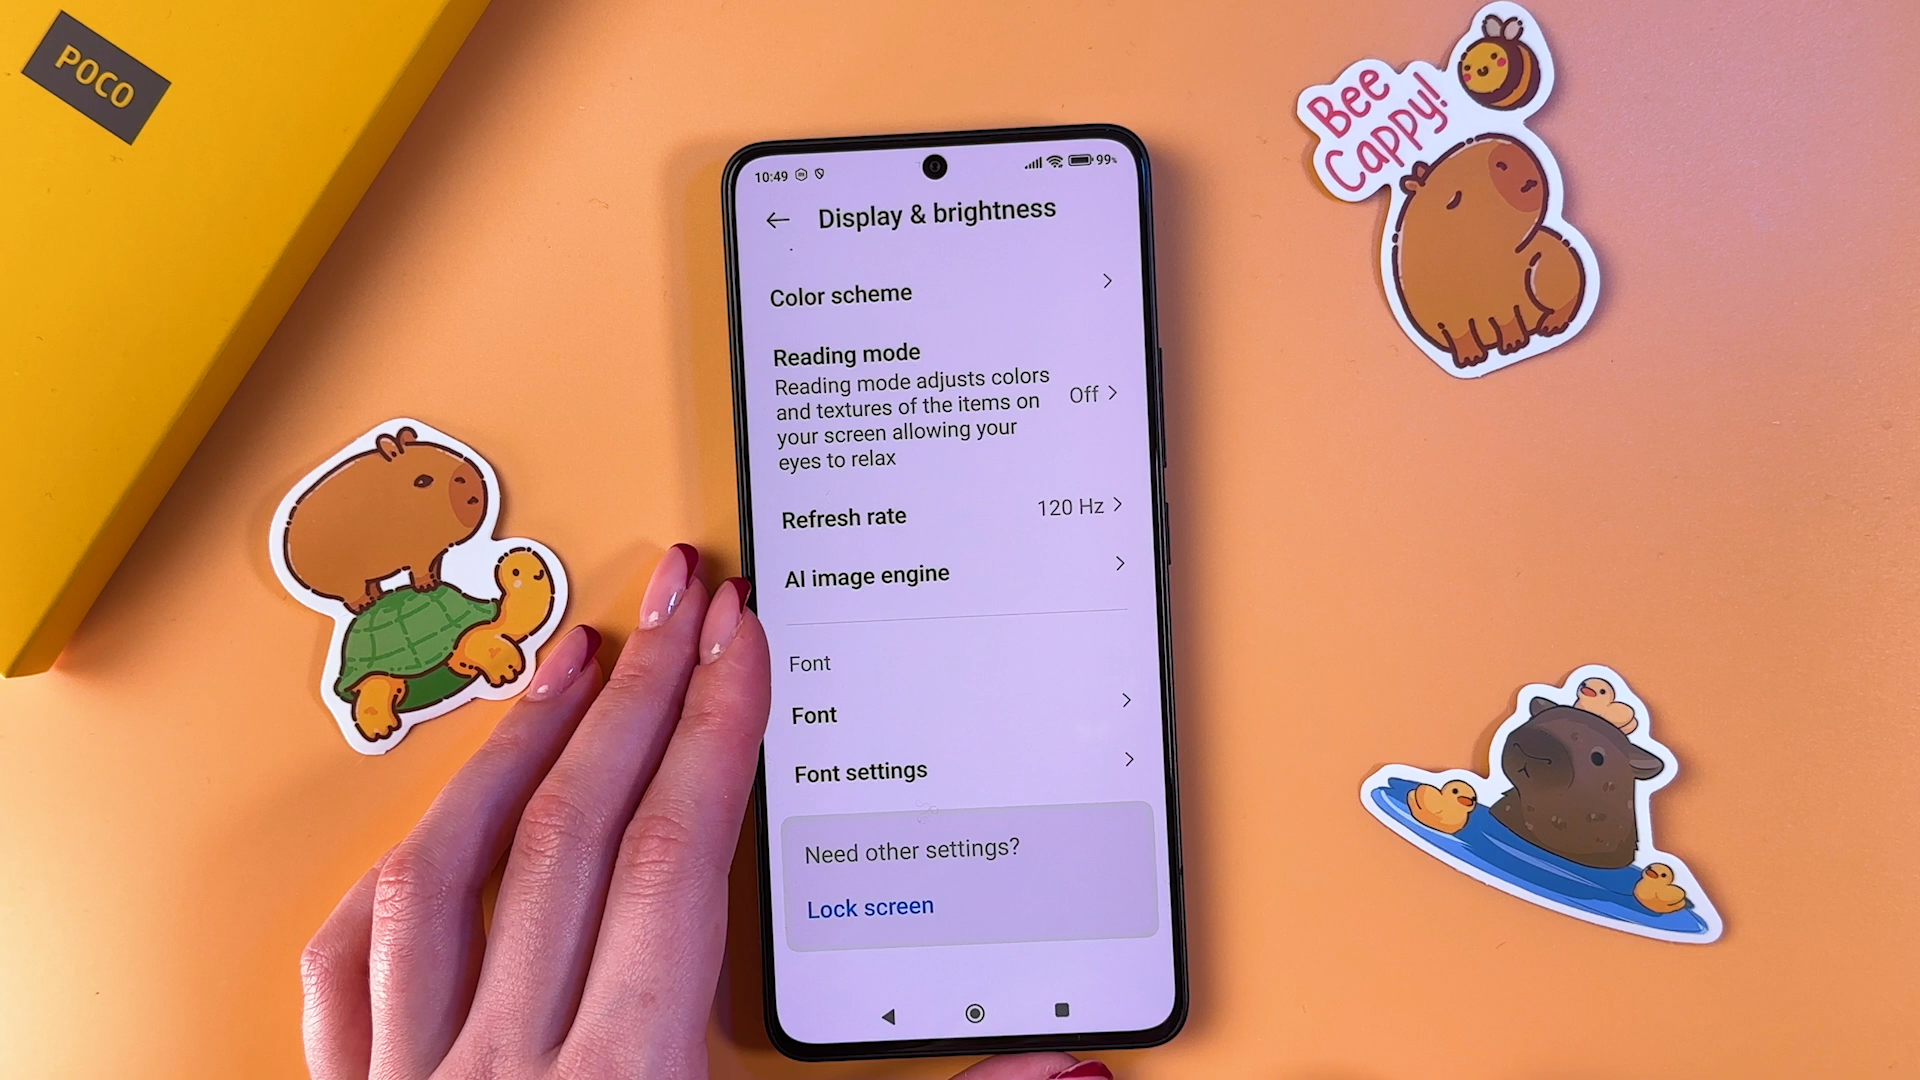 POCO
Bee
Cappy!
10:49
99%
Display & brightness
Color scheme
Reading mode
Reading mode adjusts colors
and textures of the items on
your screen allowing your
eyes to relax
Off
Refresh rate
120 Hz
AI image engine
Font
Font
Font settings
Need other settings?
Lock screen